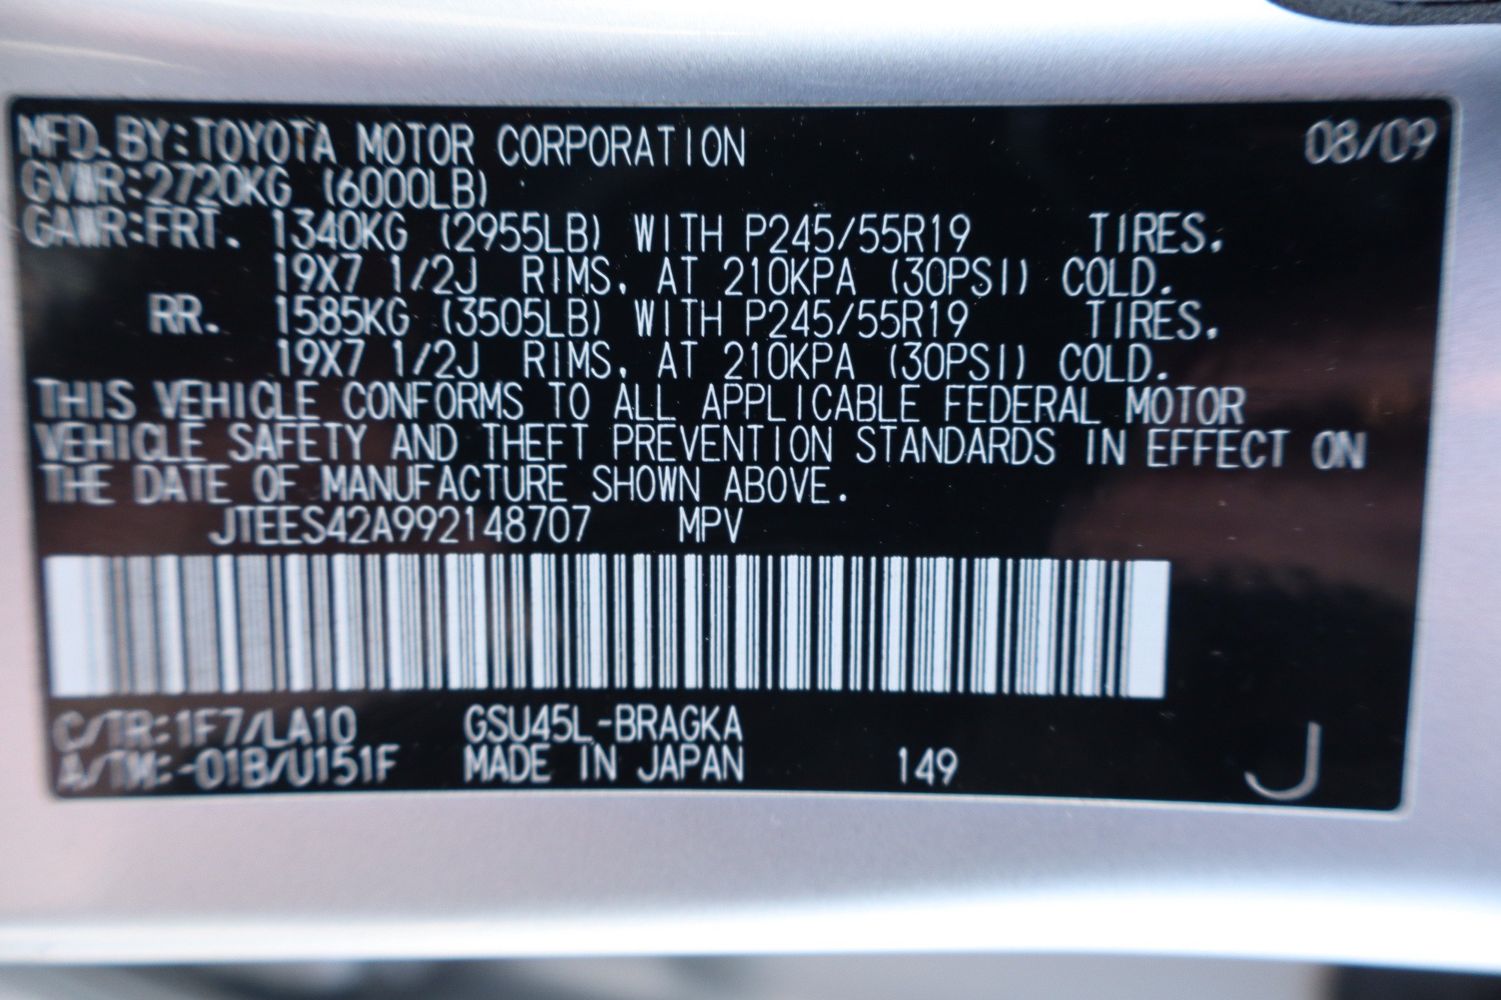 MFD.BY:TOYOTA MOTOR CORPORATION 08/09
GVWR:2720KG (6000LB)
GAWR:FRT. 1340KG (2955LB) WITH P245/55R19 TIRES.
19X7 1/2J RIMS, AT 210KPA (30PSI) COLD.
RR. 1585KG (3505LB) WITH P245/55R19 TIRES.
19X7 1/2J RIMS, AT 210KPA (30PSI) COLD.
THIS VEHICLE CONFORMS TO ALL APPLICABLE FEDERAL MOTOR
VEHICLE SAFETY AND THEFT PREVENTION STANDARDS IN EFFECT ON
THE DATE OF MANUFACTURE SHOWN ABOVE.
JTEES42A992148707 MPV
C/TR:1F7/LA10 GSU45L-BRAGKA
A/TM:-01B/U151F MADE IN JAPAN 149 J